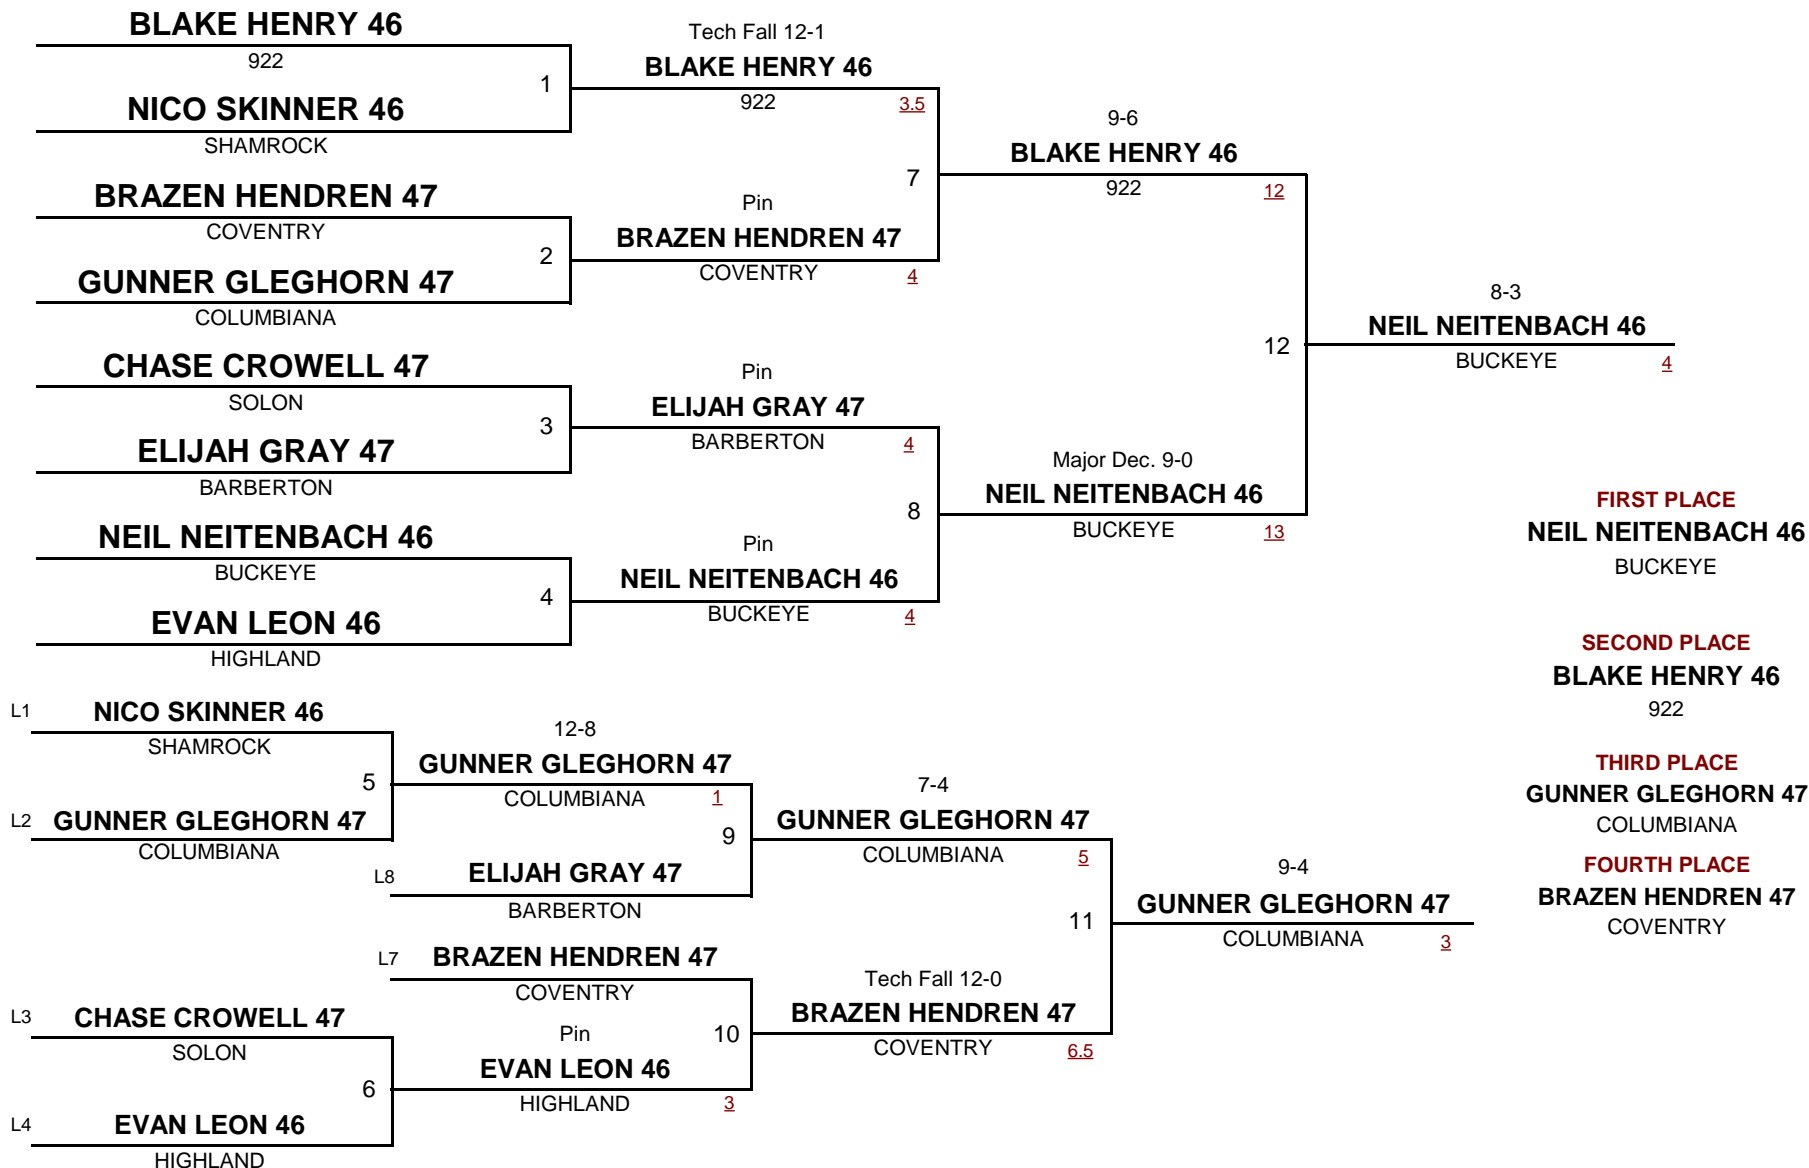 BLAKE HENRY 46
922
1
NICO SKINNER 46
SHAMROCK
Tech Fall 12-1
BLAKE HENRY 46
922
3.5
BRAZEN HENDREN 47
COVENTRY
2
GUNNER GLEGHORN 47
COLUMBIANA
Pin
BRAZEN HENDREN 47
COVENTRY
4
7
9-6
BLAKE HENRY 46
922
12
CHASE CROWELL 47
SOLON
3
ELIJAH GRAY 47
BARBERTON
Pin
ELIJAH GRAY 47
BARBERTON
4
NEIL NEITENBACH 46
BUCKEYE
4
EVAN LEON 46
HIGHLAND
Pin
NEIL NEITENBACH 46
BUCKEYE
4
8
Major Dec. 9-0
NEIL NEITENBACH 46
BUCKEYE
13
12
8-3
NEIL NEITENBACH 46
BUCKEYE
4
FIRST PLACE
NEIL NEITENBACH 46
BUCKEYE
SECOND PLACE
BLAKE HENRY 46
922
THIRD PLACE
GUNNER GLEGHORN 47
COLUMBIANA
FOURTH PLACE
BRAZEN HENDREN 47
COVENTRY
L1
NICO SKINNER 46
SHAMROCK
5
L2
GUNNER GLEGHORN 47
COLUMBIANA
12-8
GUNNER GLEGHORN 47
COLUMBIANA
1
9
L8
ELIJAH GRAY 47
BARBERTON
7-4
GUNNER GLEGHORN 47
COLUMBIANA
5
L7
BRAZEN HENDREN 47
COVENTRY
10
L3
CHASE CROWELL 47
SOLON
6
L4
EVAN LEON 46
HIGHLAND
Pin
EVAN LEON 46
HIGHLAND
3
Tech Fall 12-0
BRAZEN HENDREN 47
COVENTRY
6.5
11
9-4
GUNNER GLEGHORN 47
COLUMBIANA
3